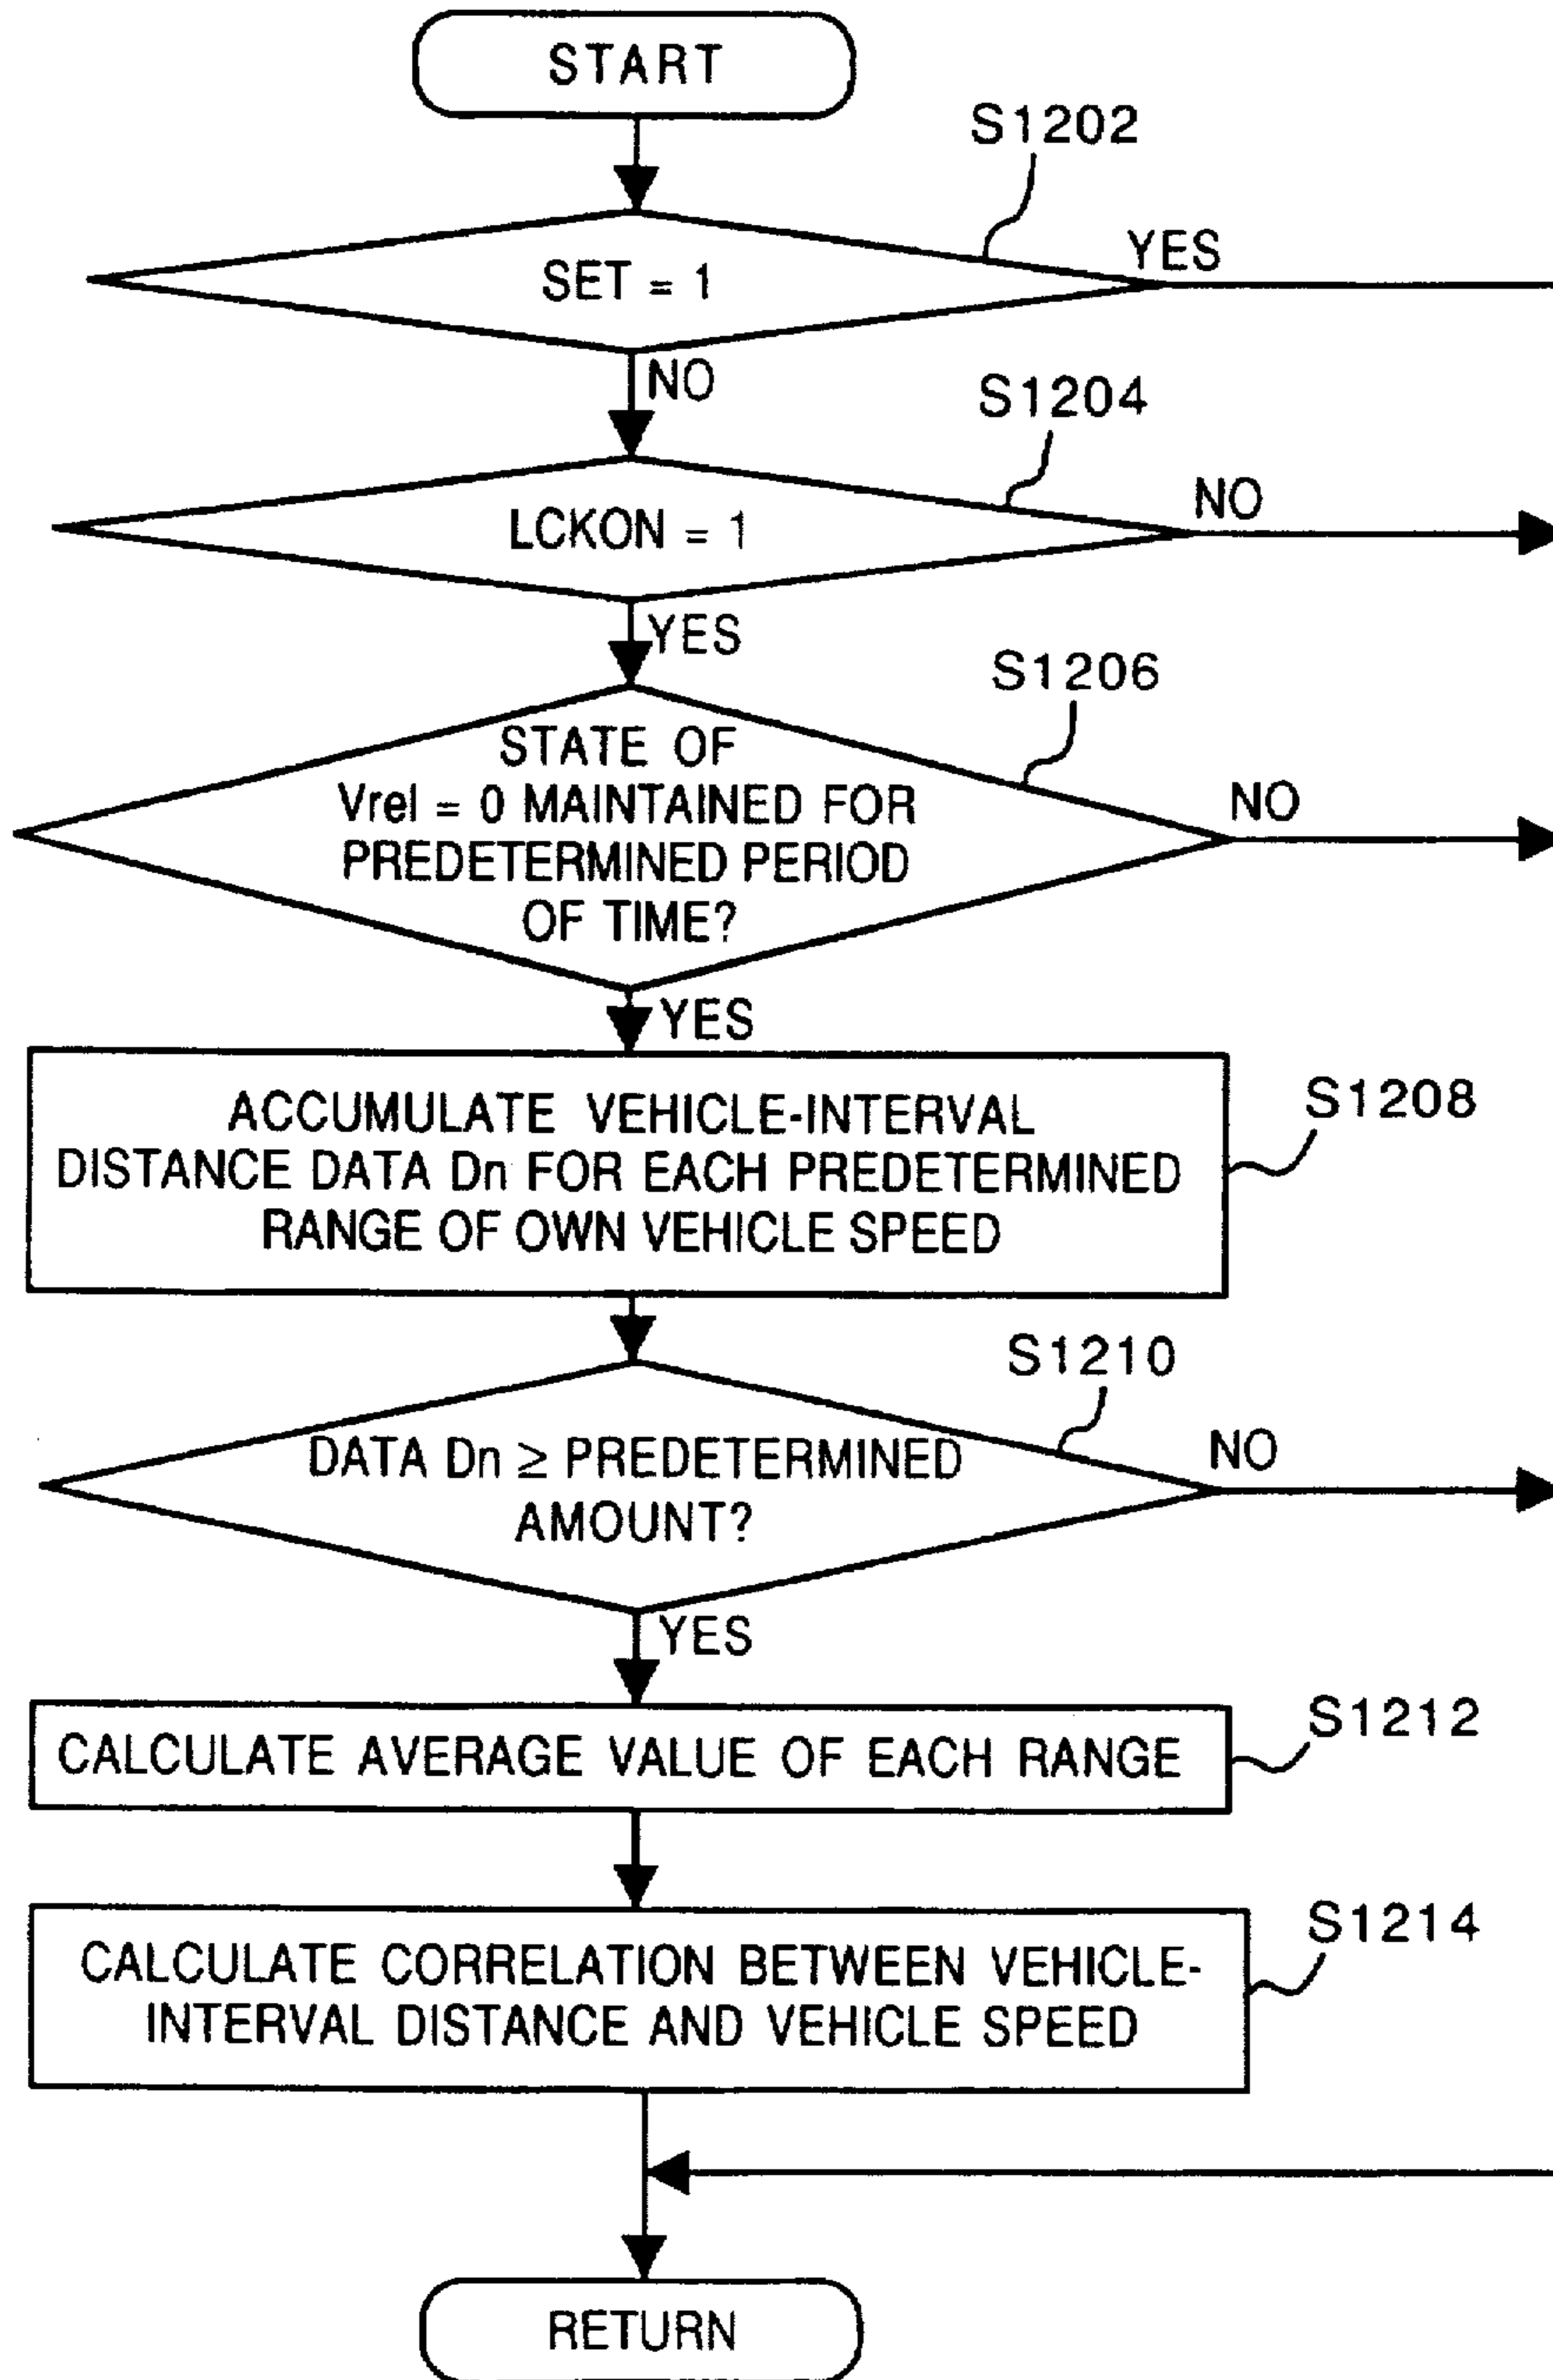 START
S1202
SET = 1
YES
NO
S1204
LCKON = 1
NO
YES
S1206
STATE OF
Vrel = 0 MAINTAINED FOR
PREDETERMINED PERIOD
OF TIME?
NO
YES
S1208
ACCUMULATE VEHICLE-INTERVAL
DISTANCE DATA Dn FOR EACH PREDETERMINED
RANGE OF OWN VEHICLE SPEED
S1210
DATA Dn ≥ PREDETERMINED
AMOUNT?
NO
YES
S1212
CALCULATE AVERAGE VALUE OF EACH RANGE
S1214
CALCULATE CORRELATION BETWEEN VEHICLE-
INTERVAL DISTANCE AND VEHICLE SPEED
RETURN